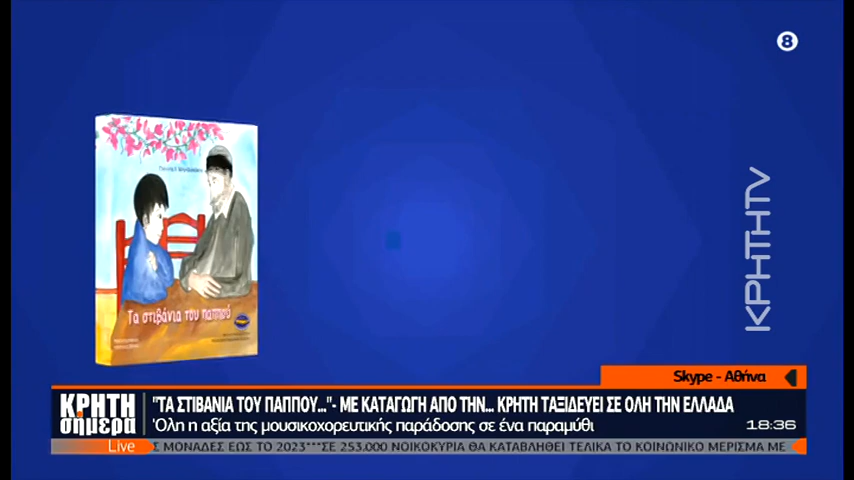 8
ΚΡΗΤΗTV
Τα στιβάνια του παππού
Skype - Αθήνα
ΚΡΗΤΗ
σήμερα
"ΤΑ ΣΤΙΒΑΝΙΑ ΤΟΥ ΠΑΠΠΟΥ..."- ΜΕ ΚΑΤΑΓΩΓΗ ΑΠΟ ΤΗΝ... ΚΡΗΤΗ ΤΑΞΙΔΕΥΕΙ ΣΕ ΟΛΗ ΤΗΝ ΕΛΛΑΔΑ
'Ολη η αξία της μουσικοχορευτικής παράδοσης σε ένα παραμύθι
18:36
Live
Σ ΜΟΝΑΔΕΣ ΕΩΣ ΤΟ 2023***ΣΕ 253.000 ΝΟΙΚΟΚΥΡΙΑ ΘΑ ΚΑΤΑΒΛΗΘΕΙ ΤΕΛΙΚΑ ΤΟ ΚΟΙΝΩΝΙΚΟ ΜΕΡΙΣΜΑ ΜΕ